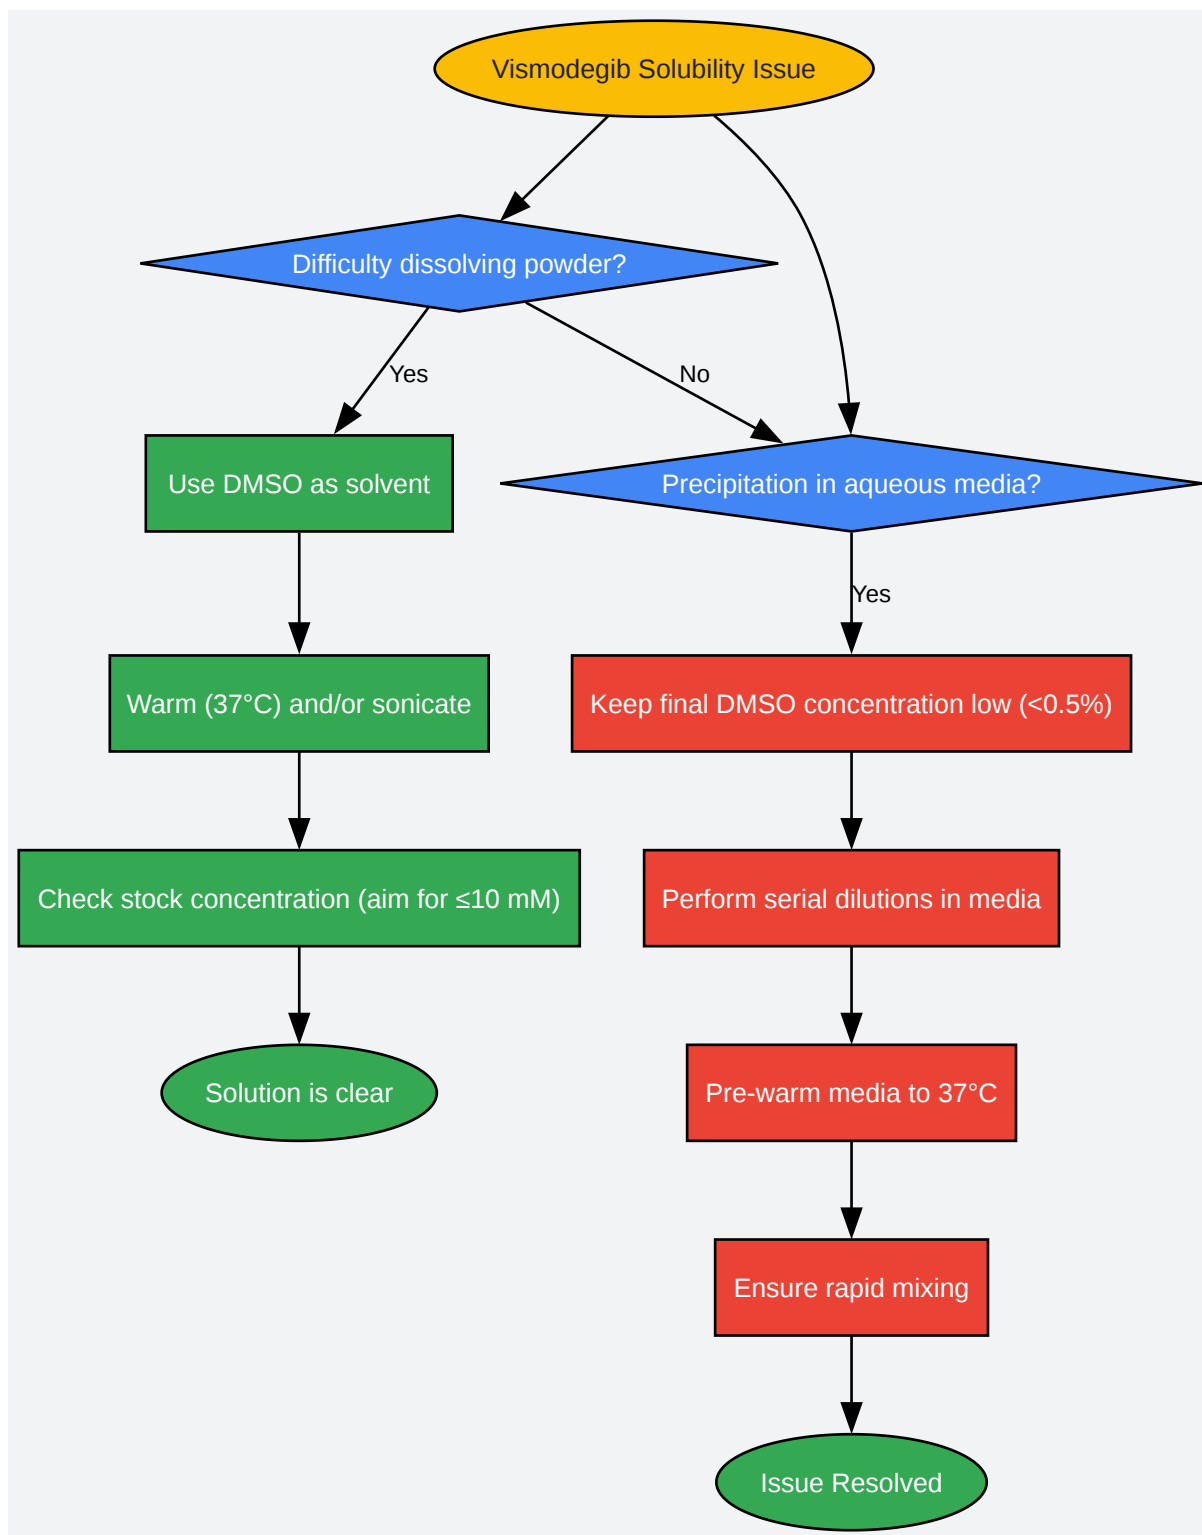 Vismodegib Solubility Issue
Difficulty dissolving powder?
Yes
No
Use DMSO as solvent
Precipitation in aqueous media?
Yes
Warm (37°C) and/or sonicate
Keep final DMSO concentration low (<0.5%)
Check stock concentration (aim for ≤10 mM)
Perform serial dilutions in media
Solution is clear
Pre-warm media to 37°C
Ensure rapid mixing
Issue Resolved